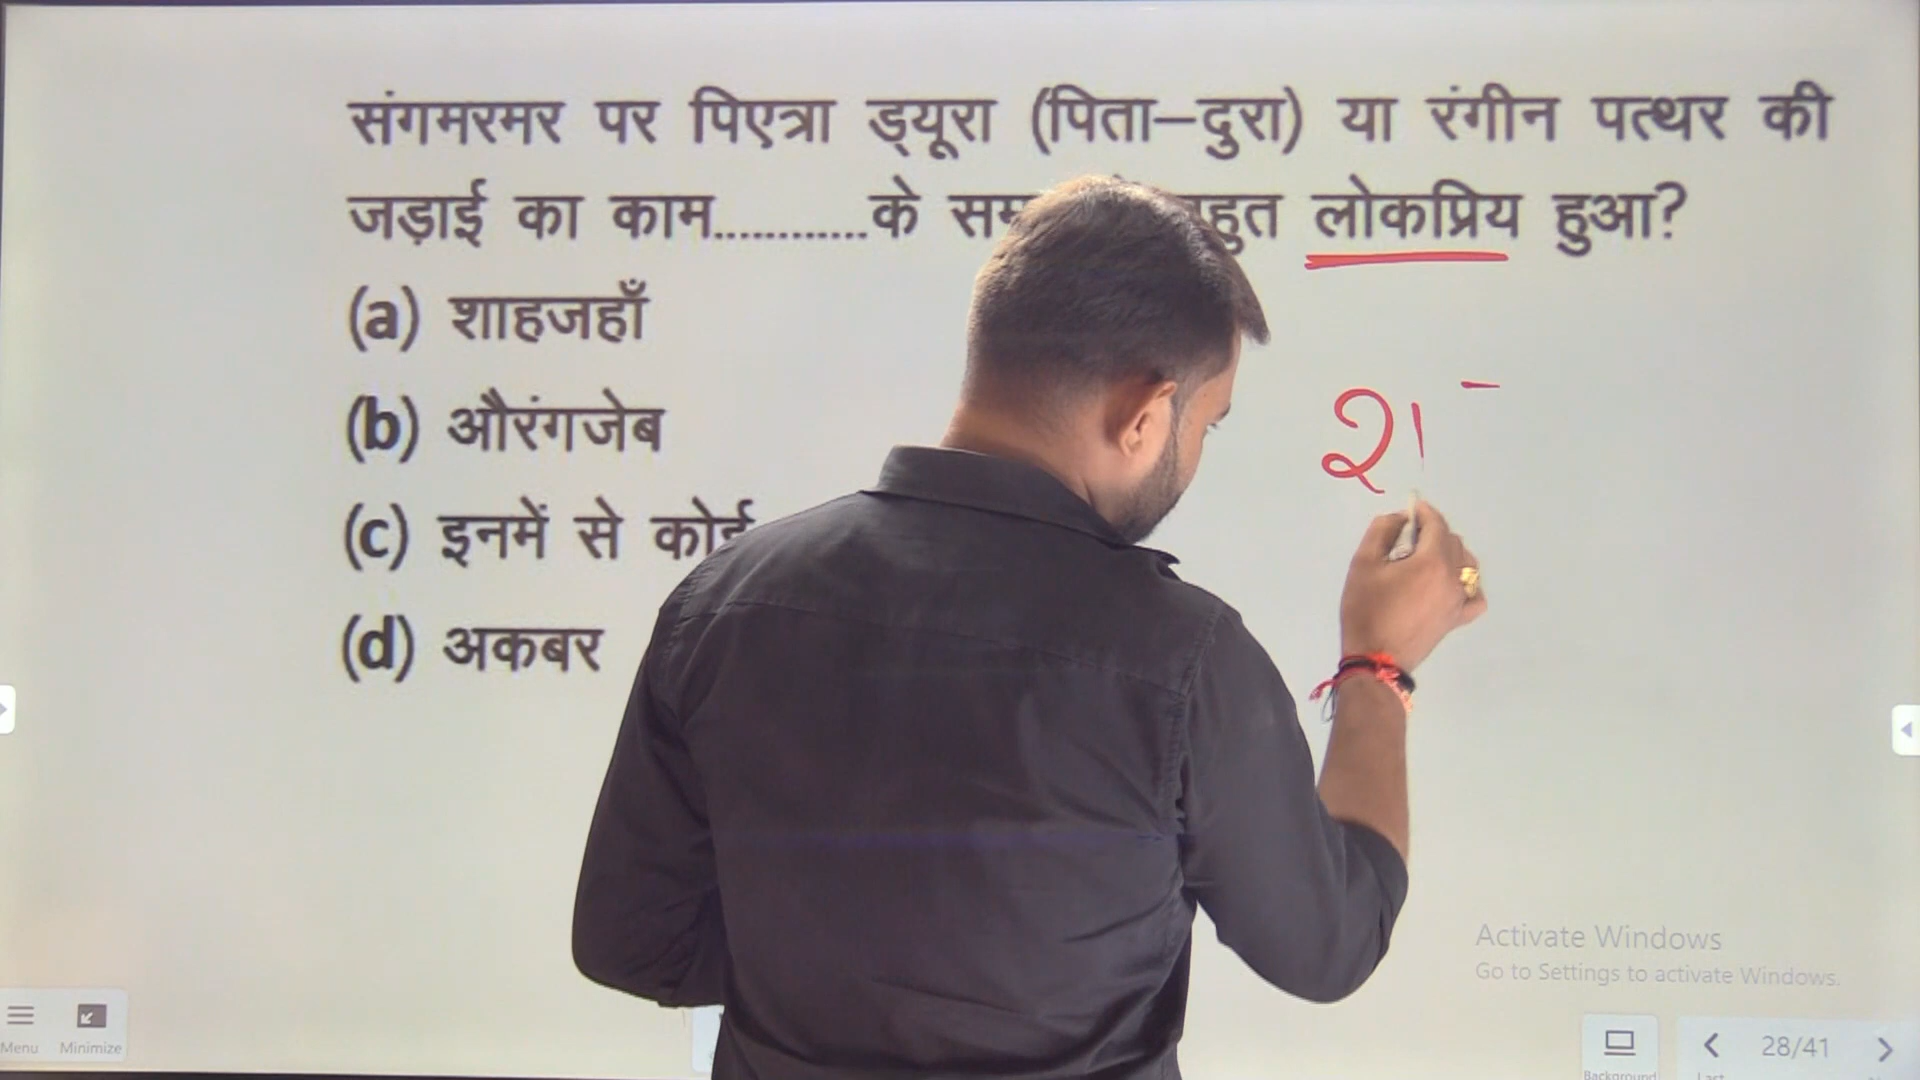 संगमरमर पर पिएत्रा ड्यूरा (पिता–दुरा) या रंगीन पत्थर की
जड़ाई का काम............के लोकप्रिय हुआ?
(a) शाहजहाँ
(b) औरंगजेब
(c) इनमें से
(d) अकबर
Activate Windows
Go to Settings to activate Windows.
Menu
Minimize
Background
28/41